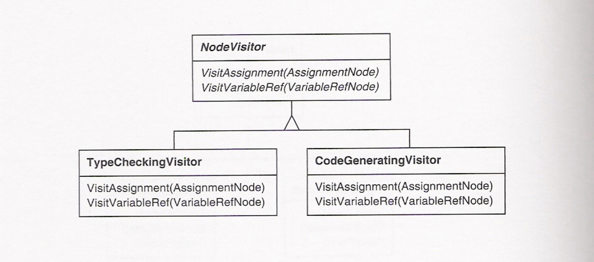 NodeVisitor
VisitAssignment(AssignmentNode)
VisitVariableRef(VariableRefNode)
TypeCheckingVisitor
VisitAssignment(AssignmentNode)
VisitVariableRef(VariableRefNode)
CodeGeneratingVisitor
VisitAssignment(AssignmentNode)
VisitVariableRef(VariableRefNode)